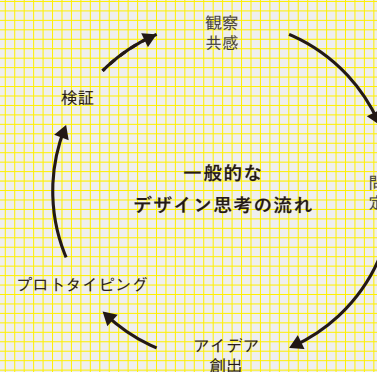 観察
共感
検証
一般的な
デザイン思考の流れ
プロトタイピング
アイデア
創出